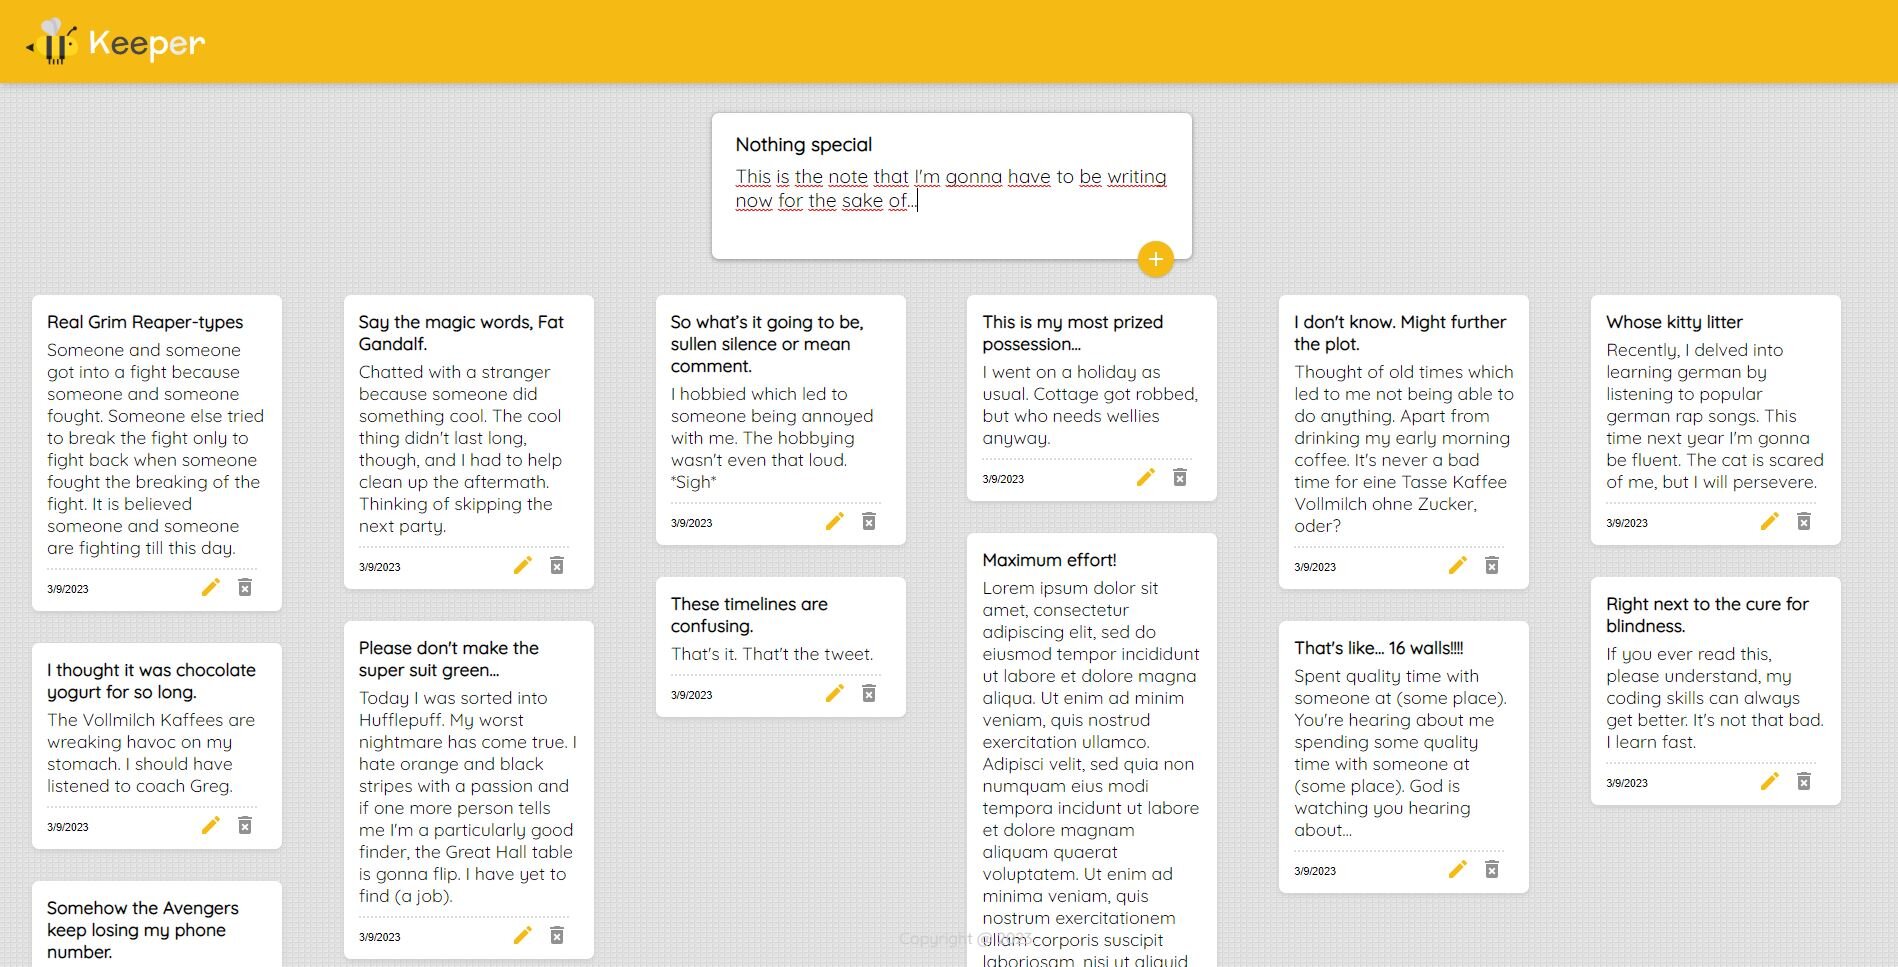 Keeper
Nothing special
This is the note that I'm gonna have to be writing
now for the sake of...
Real Grim Reaper-types
Someone and someone
got into a fight because
someone and someone
fought. Someone else tried
to break the fight only to
fight back when someone
fought the breaking of the
fight. It is believed
someone and someone
are fighting till this day.
3/9/2023
I thought it was chocolate
yogurt for so long.
The Vollmilch Kaffees are
wreaking havoc on my
stomach. I should have
listened to coach Greg.
3/9/2023
Somehow the Avengers
keep losing my phone
number.
Say the magic words, Fat
Gandalf.
Chatted with a stranger
because someone did
something cool. The cool
thing didn't last long,
though, and I had to help
clean up the aftermath.
Thinking of skipping the
next party.
3/9/2023
Please don't make the
super suit green...
Today I was sorted into
Hufflepuff. My worst
nightmare has come true. I
hate orange and black
stripes with a passion and
if one more person tells
me I'm a particularly good
finder, the Great Hall table
is gonna flip. I have yet to
find (a job).
3/9/2023
So what's it going to be,
sullen silence or mean
comment.
I hobbied which led to
someone being annoyed
with me. The hobbying
wasn't even that loud.
*Sigh*
3/9/2023
These timelines are
confusing.
That's it. That't the tweet.
3/9/2023
This is my most prized
possession...
I went on a holiday as
usual. Cottage got robbed,
but who needs wellies
anyway.
3/9/2023
Maximum effort!
Lorem ipsum dolor sit
amet, consectetur
adipiscing elit, sed do
eiusmod tempor incididunt
ut labore et dolore magna
aliqua. Ut enim ad minim
veniam, quis nostrud
exercitation ullamco.
Adipisci velit, sed quia non
numquam eius modi
tempora incidunt ut labore
et dolore magnam
aliquam quaerat
voluptatem. Ut enim ad
minima veniam, quis
nostrum exercitationem
ullam corporis suscipit
laboriosam, nisi ut aliquid
I don't know. Might further
the plot.
Thought of old times which
led to me not being able to
do anything. Apart from
drinking my early morning
coffee. It's never a bad
time for eine Tasse Kaffee
Vollmilch ohne Zucker,
oder?
3/9/2023
That's like... 16 walls!!!!
Spent quality time with
someone at (some place).
You're hearing about me
spending some quality
time with someone at
(some place). God is
watching you hearing
about...
3/9/2023
Whose kitty litter
Recently, I delved into
learning german by
listening to popular
german rap songs. This
time next year I'm gonna
be fluent. The cat is scared
of me, but I will persevere.
3/9/2023
Right next to the cure for
blindness.
If you ever read this,
please understand, my
coding skills can always
get better. It's not that bad.
I learn fast.
3/9/2023
Copyright @ 2023